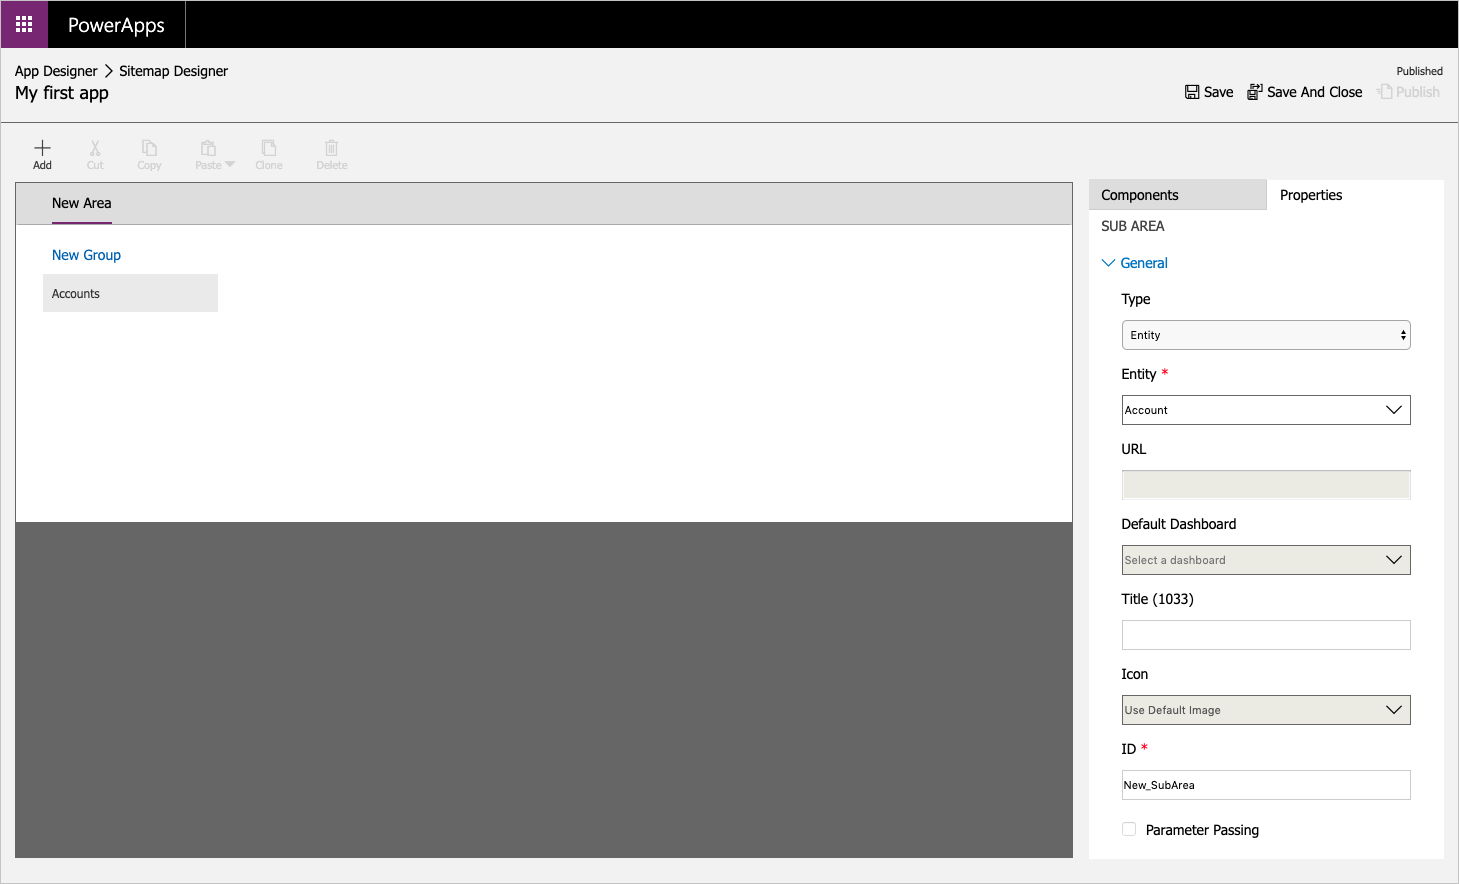 PowerApps
App Designer > Sitemap Designer
My first app
Published
Save
Save And Close
Publish
Add
Cut
Copy
Paste
Clone
Delete
New Area
New Group
Accounts
Components
Properties
SUB AREA
General
Type
Entity
Entity *
Account
URL
Default Dashboard
Select a dashboard
Title (1033)
Icon
Use Default Image
ID *
New_SubArea
Parameter Passing